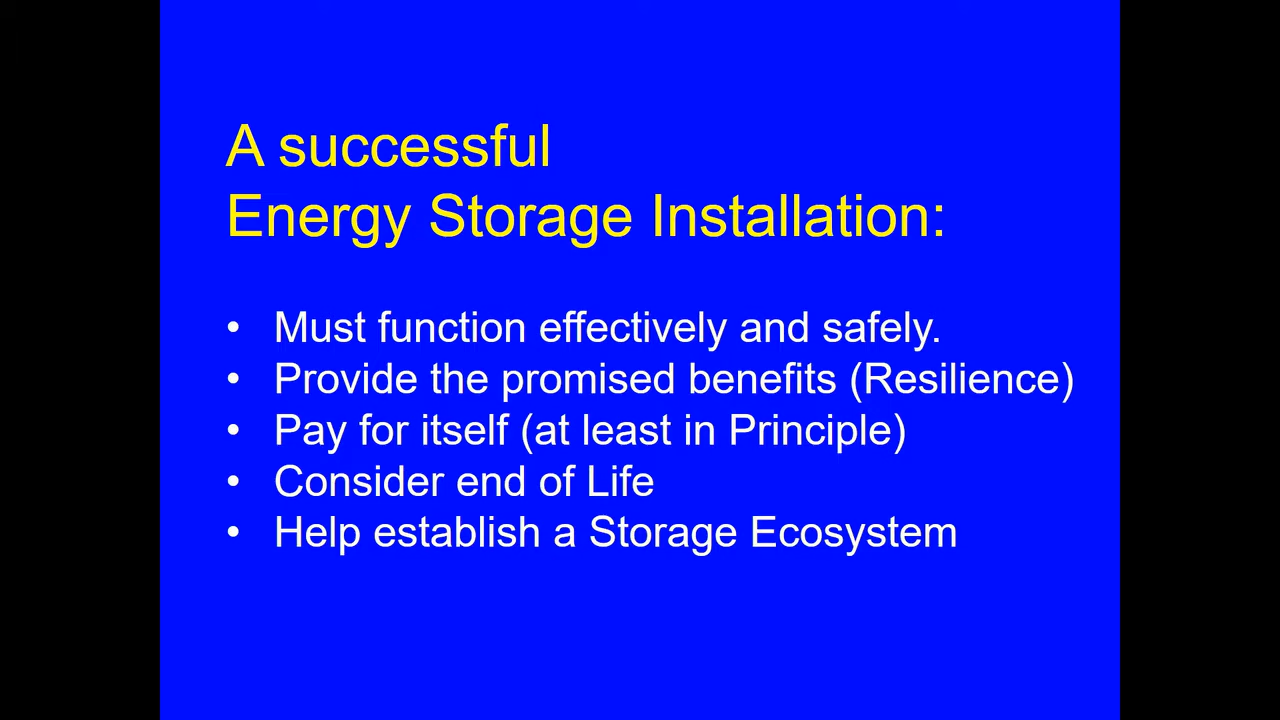 A successful
Energy Storage Installation:
• Must function effectively and safely.
• Provide the promised benefits (Resilience)
• Pay for itself (at least in Principle)
• Consider end of Life
• Help establish a Storage Ecosystem